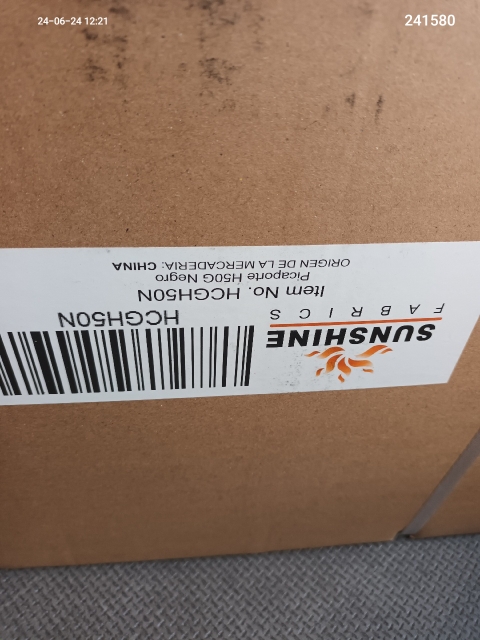 24-06-24 12:21
241580
SUNSHINE
FABRICS
HCGH50N
Item No. HCGH50N
Picaporte H50G Negro
ORIGEN DE LA MERCADERIA: CHINA